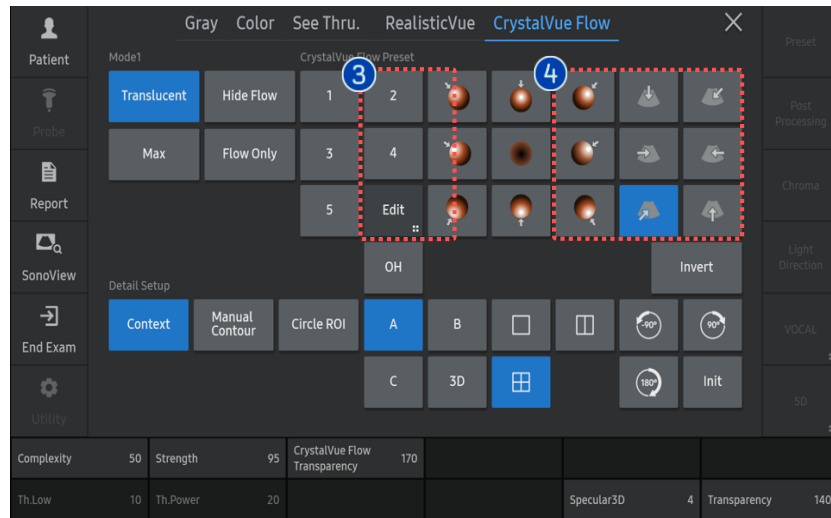 Gray Color See Thru. RealisticVue CrystalVue Flow
Patient
Probe
Report
SonoView
End Exam
Utility
Mode1
Translucent Hide Flow
Max Flow Only
CrystalVue Flow Preset
3
4
1 2
3 4
5 Edit
OH
Invert
Detail Setup
Context Manual Contour Circle ROI A B
-90° 90°
C 3D
180° Init
Preset
Post Processing
Chroma
Light Direction
VOCAL
5D
Complexity 50 Strength 95 CrystalVue Flow Transparency 170
Th.Low 10 Th.Power 20 Specular3D 4 Transparency 140